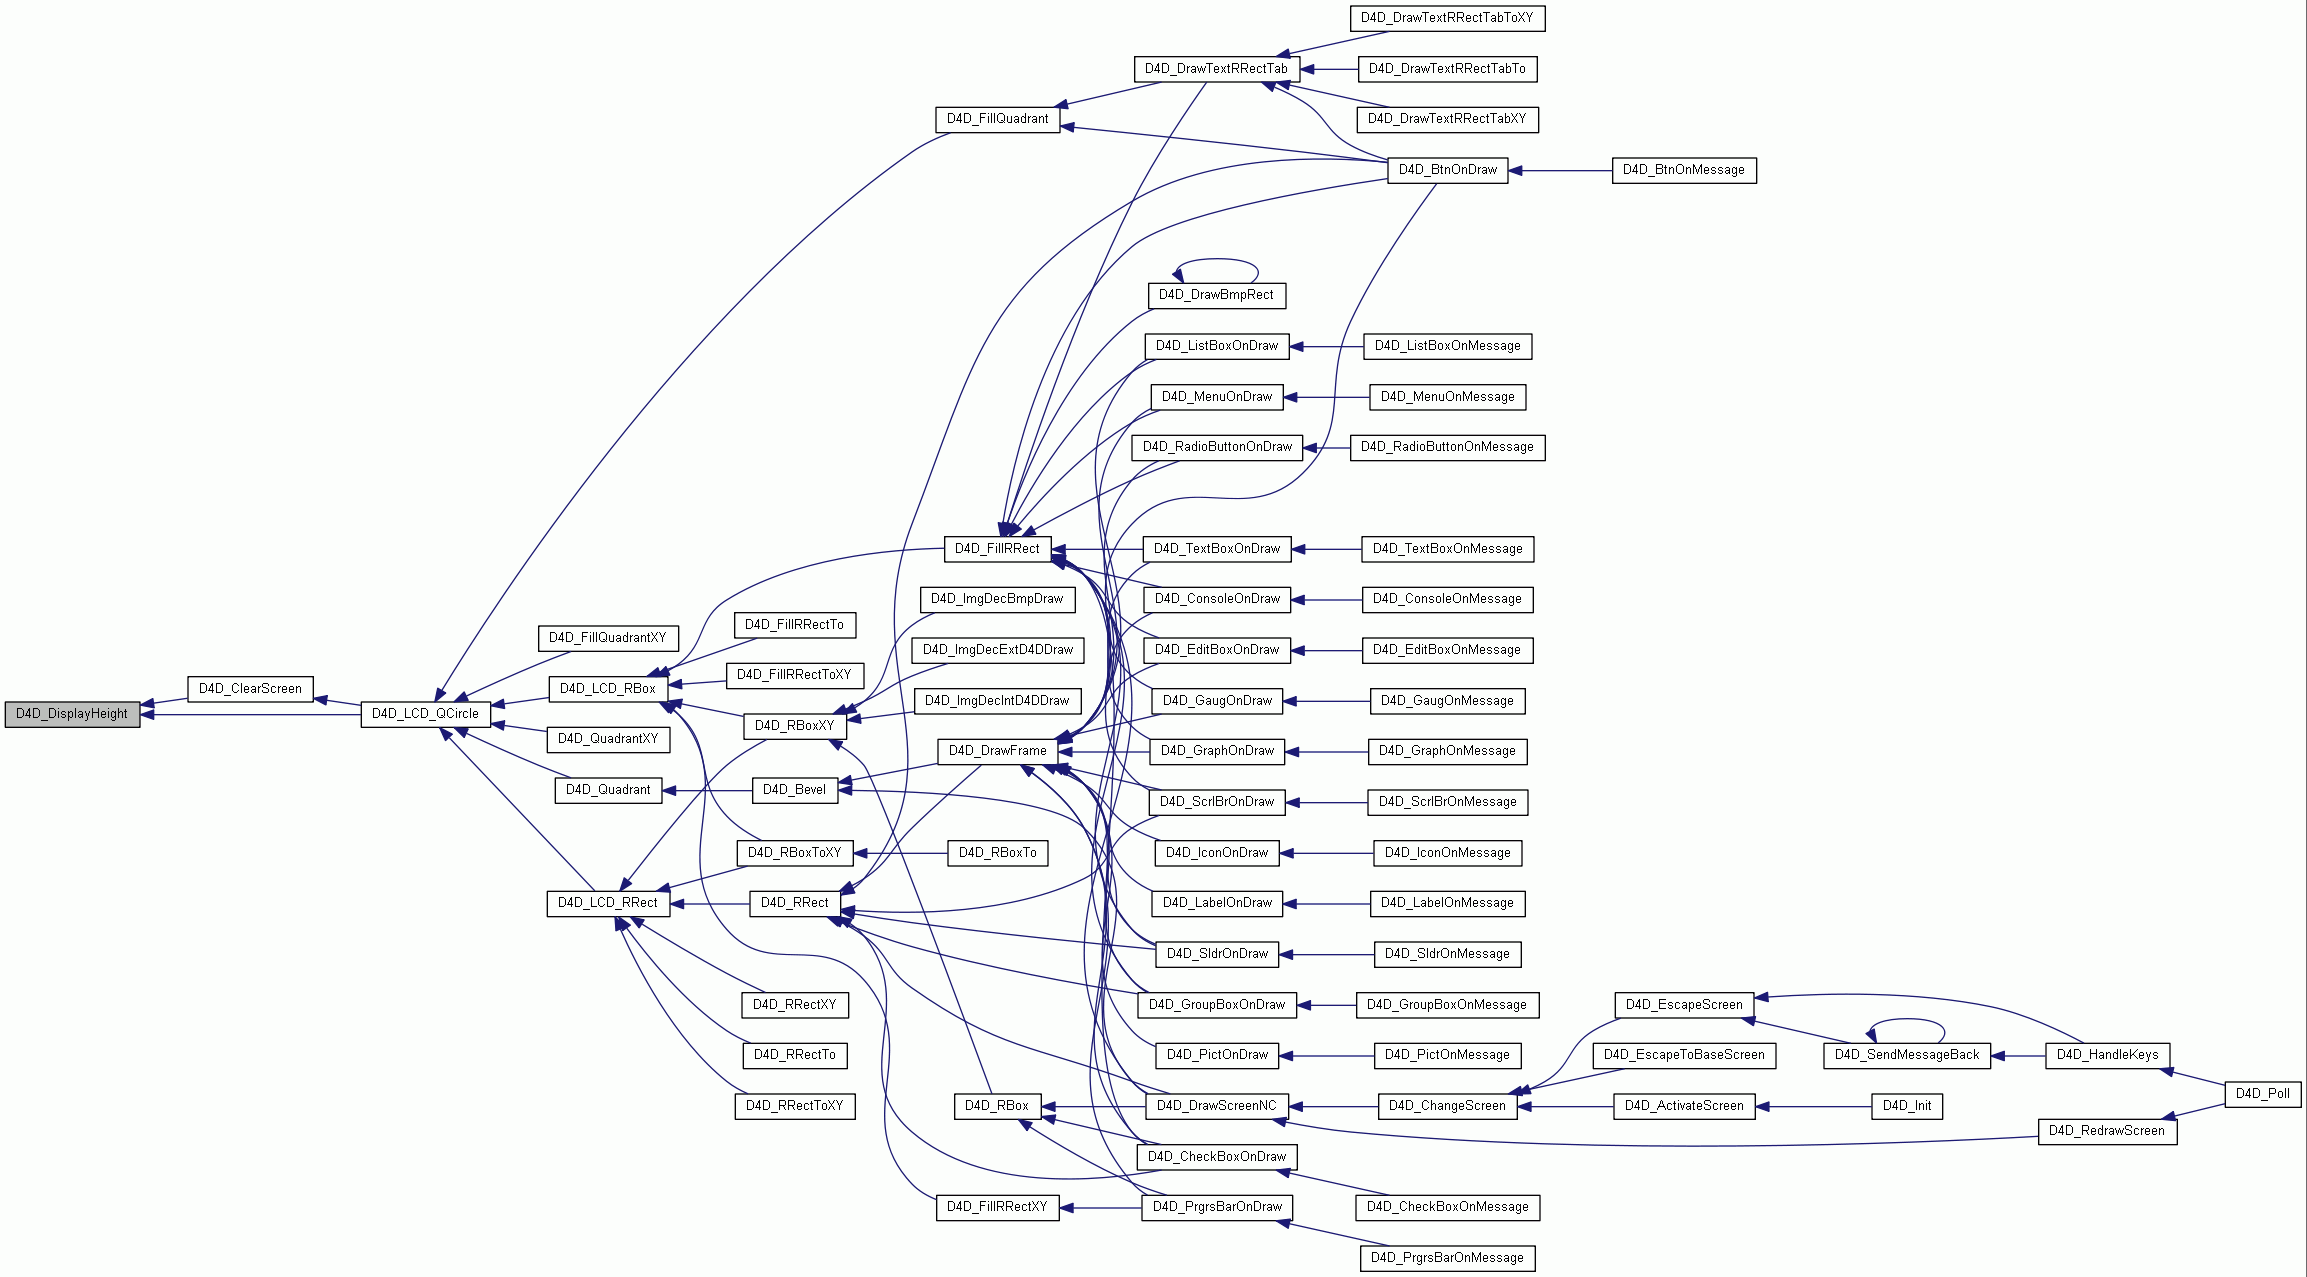 D4D_DrawTextRRectTabToXY
D4D_DrawTextRRectTab
D4D_DrawTextRRectTabTo
D4D_FillQuadrant
D4D_DrawTextRRectTabXY
D4D_BtnOnDraw
D4D_BtnOnMessage
D4D_DrawBmpRect
D4D_ListBoxOnDraw
D4D_ListBoxOnMessage
D4D_MenuOnDraw
D4D_MenuOnMessage
D4D_RadioButtonOnDraw
D4D_RadioButtonOnMessage
D4D_FillRRect
D4D_TextBoxOnDraw
D4D_TextBoxOnMessage
D4D_ImgDecBmpDraw
D4D_ConsoleOnDraw
D4D_ConsoleOnMessage
D4D_FillQuadrantXY
D4D_FillRRectTo
D4D_ImgDecExtD4DDraw
D4D_EditBoxOnDraw
D4D_EditBoxOnMessage
D4D_ClearScreen
D4D_LCD_RBox
D4D_FillRRectToXY
D4D_ImgDecIntD4DDraw
D4D_GaugOnDraw
D4D_GaugOnMessage
D4D_DisplayHeight
D4D_LCD_QCircle
D4D_QuadrantXY
D4D_RBoxXY
D4D_DrawFrame
D4D_GraphOnDraw
D4D_GraphOnMessage
D4D_Quadrant
D4D_Bevel
D4D_ScrlBrOnDraw
D4D_ScrlBrOnMessage
D4D_RBoxToXY
D4D_RBoxTo
D4D_IconOnDraw
D4D_IconOnMessage
D4D_LCD_RRect
D4D_RRect
D4D_LabelOnDraw
D4D_LabelOnMessage
D4D_SldrOnDraw
D4D_SldrOnMessage
D4D_RRectXY
D4D_GroupBoxOnDraw
D4D_GroupBoxOnMessage
D4D_EscapeScreen
D4D_RRectTo
D4D_PictOnDraw
D4D_PictOnMessage
D4D_EscapeToBaseScreen
D4D_SendMessageBack
D4D_HandleKeys
D4D_Poll
D4D_RRectToXY
D4D_RBox
D4D_DrawScreenNC
D4D_ChangeScreen
D4D_ActivateScreen
D4D_Init
D4D_RedrawScreen
D4D_CheckBoxOnDraw
D4D_FillRRectXY
D4D_PrgrsBarOnDraw
D4D_CheckBoxOnMessage
D4D_PrgrsBarOnMessage